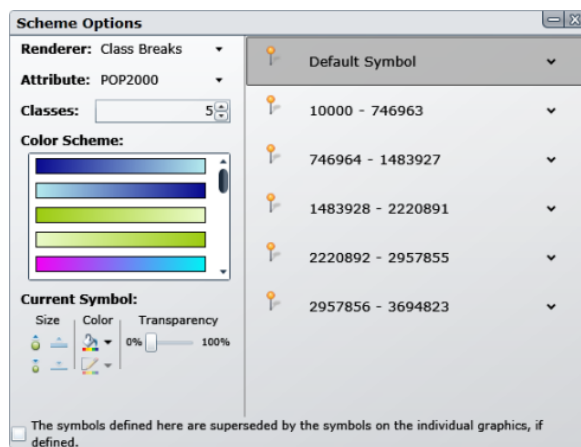 Scheme Options
Renderer: Class Breaks
Attribute: POP2000
Classes: 5
Color Scheme:
Current Symbol:
Size Color Transparency
0% 100%
Default Symbol
10000 - 746963
746964 - 1483927
1483928 - 2220891
2220892 - 2957855
2957856 - 3694823
The symbols defined here are superseded by the symbols on the individual graphics, if
defined.